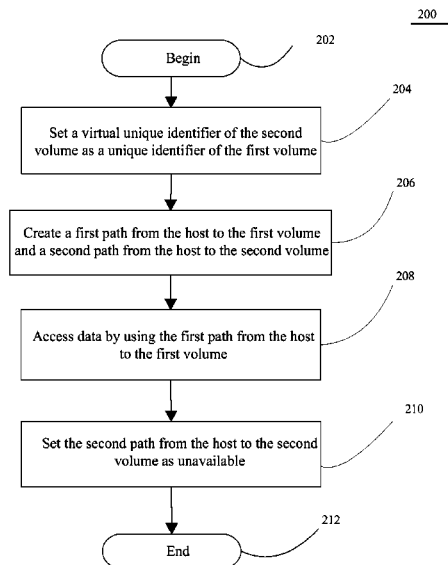 200
Begin
202
204
Set a virtual unique identifier of the second
volume as a unique identifier of the first volume
206
Create a first path from the host to the first volume
and a second path from the host to the second volume
208
Access data by using the first path from the host
to the first volume
210
Set the second path from the host to the second
volume as unavailable
212
End